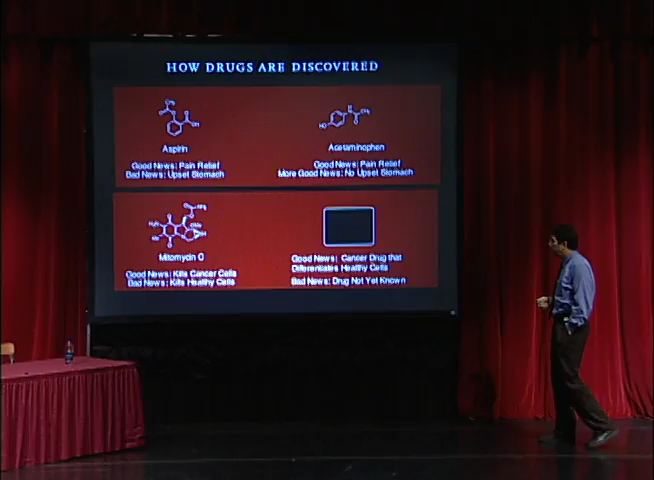 HOW DRUGS ARE DISCOVERED
Aspirin
Good News: Pain Relief
Bad News: Upset Stomach
Acetaminophen
Good News: Pain Relief
More Good News: No Upset Stomach
Mitomycin C
Good News: Kills Cancer Cells
Bad News: Kills Healthy Cells
Good News: Cancer Drug that
Differentiates Healthy Cells
Bad News: Drug Not Yet Known